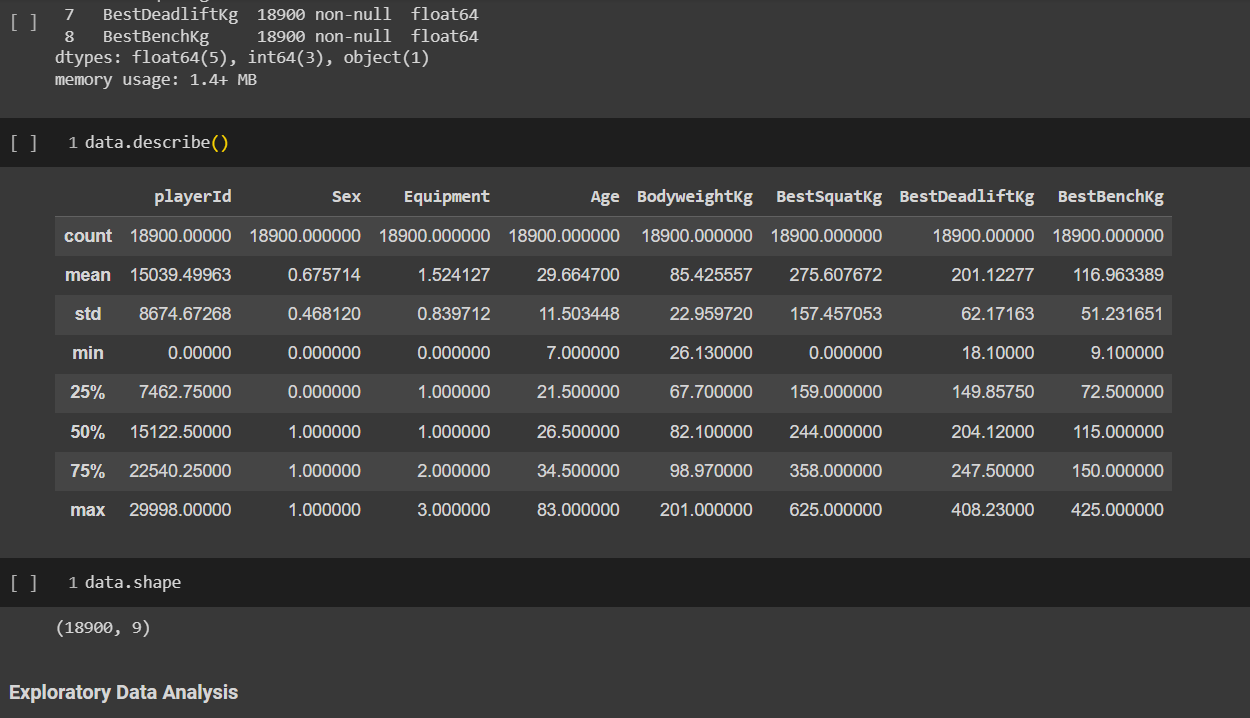 [ ] 7 BestDeadliftKg 18900 non-null float64
8 BestBenchKg 18900 non-null float64
dtypes: float64(5), int64(3), object(1)
memory usage: 1.4+ MB
[ ] 1 data.describe()
playerId Sex Equipment Age BodyweightKg BestSquatKg BestDeadliftKg BestBenchKg
count 18900.00000 18900.000000 18900.000000 18900.000000 18900.000000 18900.000000 18900.00000 18900.000000
mean 15039.49963 0.675714 1.524127 29.664700 85.425557 275.607672 201.12277 116.963389
std 8674.67268 0.468120 0.839712 11.503448 22.959720 157.457053 62.17163 51.231651
min 0.00000 0.000000 0.000000 7.000000 26.130000 0.000000 18.10000 9.100000
25% 7462.75000 0.000000 1.000000 21.500000 67.700000 159.000000 149.85750 72.500000
50% 15122.50000 1.000000 1.000000 26.500000 82.100000 244.000000 204.12000 115.000000
75% 22540.25000 1.000000 2.000000 34.500000 98.970000 358.000000 247.50000 150.000000
max 29998.00000 1.000000 3.000000 83.000000 201.000000 625.000000 408.23000 425.000000
[ ] 1 data.shape
(18900, 9)
Exploratory Data Analysis